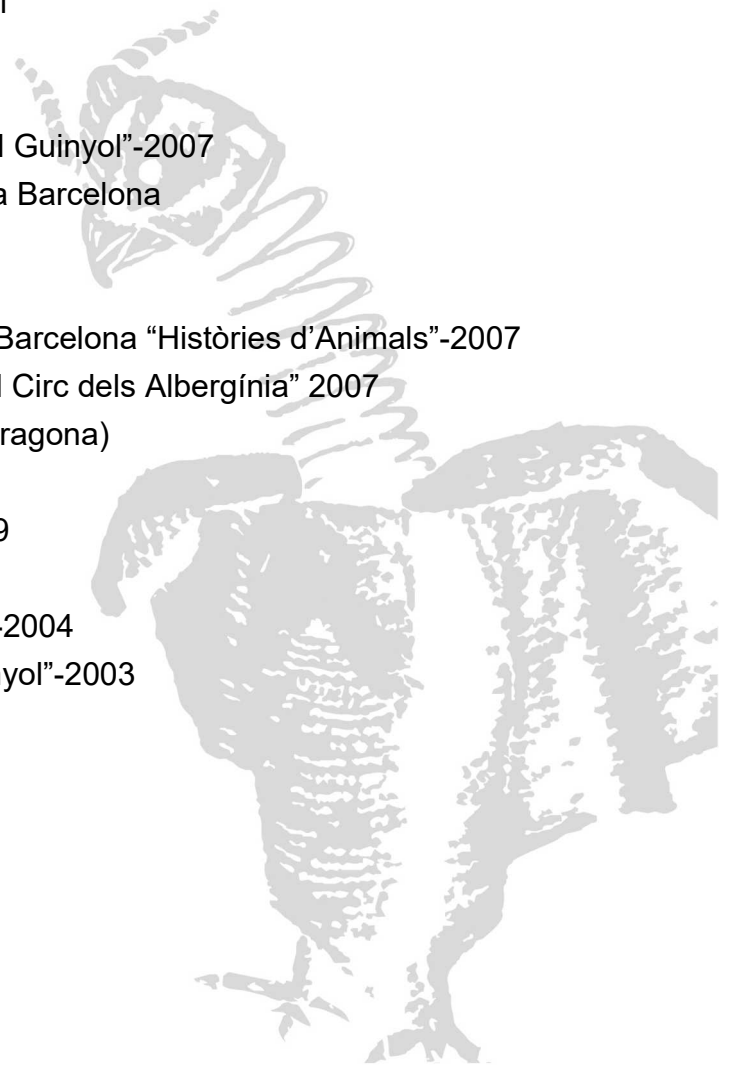 Guinyol”-2007
Barcelona
Barcelona “Històries d’Animals”-2007
Circ dels Albergínia” 2007
ragona)
9
-2004
yol”-2003